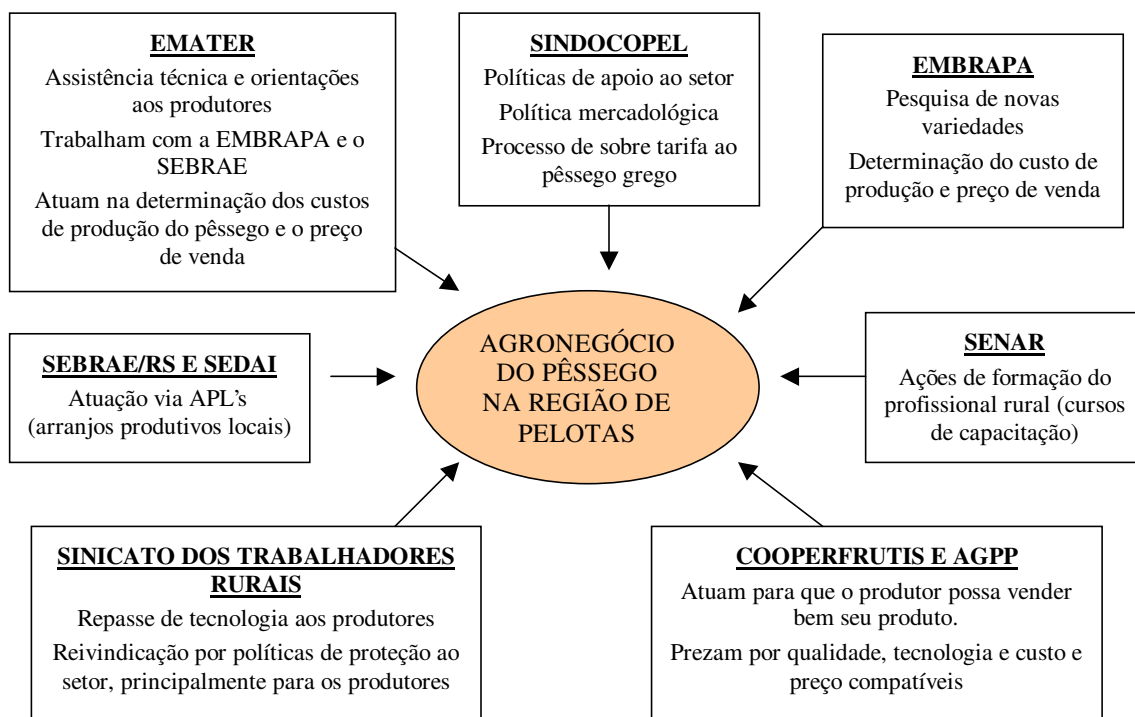 EMATER
Assistência técnica e orientações
aos produtores
Trabalham com a EMBRAPA e o
SEBRAE
Atuam na determinação dos custos
de produção do pêssego e o preço
de venda
SINDOCOPEL
Políticas de apoio ao setor
Política mercadológica
Processo de sobre tarifa ao
pêssego grego
EMBRAPA
Pesquisa de novas
variedades
Determinação do custo de
produção e preço de venda
SEBRAE/RS E SEDAI
Atuação via APL's
(arranjos produtivos locais)
AGRONEGÓCIO
DO PÊSSEGO
NA REGIÃO DE
PELOTAS
SENAR
Ações de formação do
profissional rural (cursos
de capacitação)
SINICATO DOS TRABALHADORES
RURAIS
Repasse de tecnologia aos produtores
Reivindicação por políticas de proteção ao
setor, principalmente para os produtores
COOPERFRUTIS E AGPP
Atuam para que o produtor possa vender
bem seu produto.
Prezam por qualidade, tecnologia e custo e
preço compatíveis